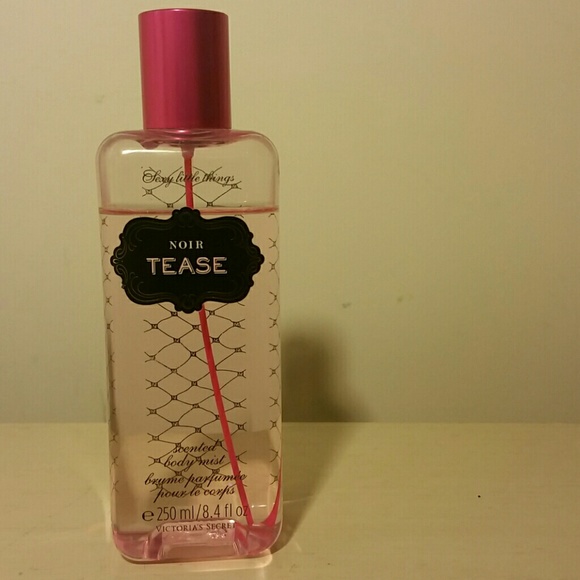 Sexy little things
NOIR
TEASE
scented
body mist
brume parfumée
pour le corps
e 250 ml/8.4 fl oz
VICTORIA'S SECRET